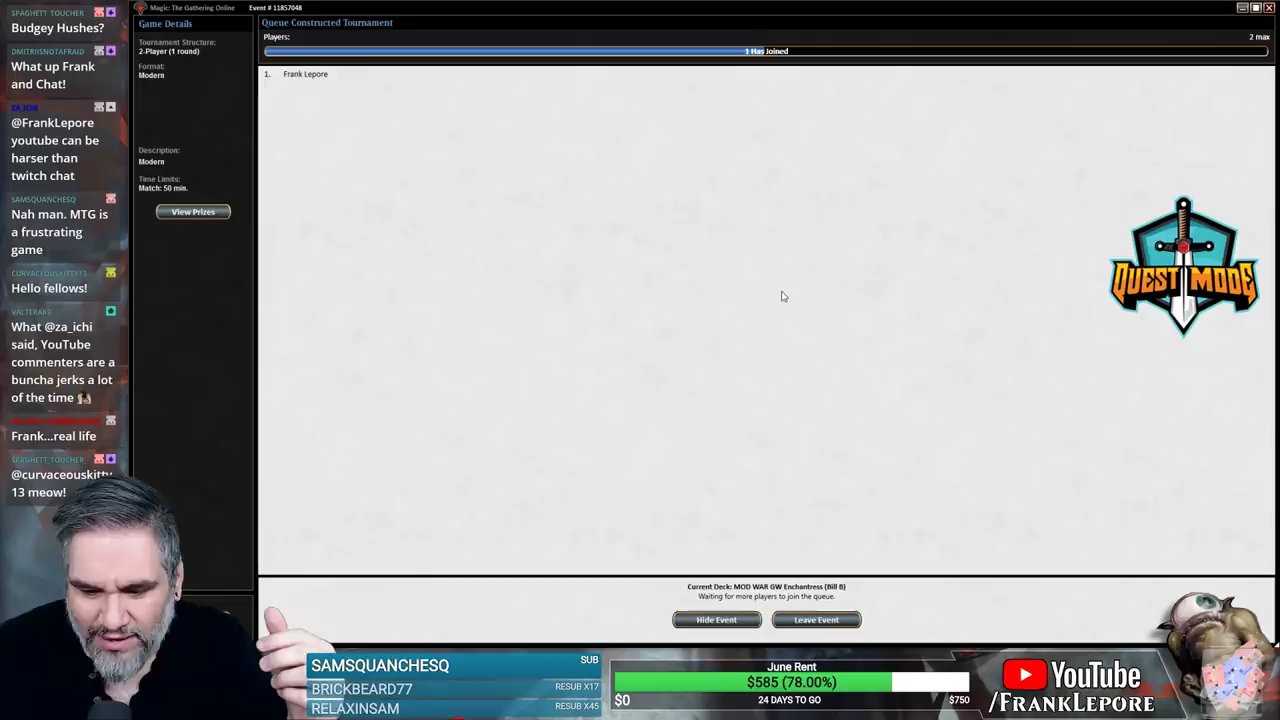 Magic: The Gathering Online Event # 11857048
SPAGHETT_TOUCHER
Budgey Hushes?
DMITRIISNOTAFRAID
What up Frank
and Chat!
ZA_ICHI
@FrankLepore
youtube can be
harser than
twitch chat
SAMSQUANCHESQ
Nah man. MTG is
a frustrating
game
CURVACEOUSKITTY13
Hello fellows!
VALTERAK9
What @za_ichi
said, YouTube
commenters are a
buncha jerks a lot
of the time
Frank...real life
SPAGHETT_TOUCHER
@curvaceouskitty
13 meow!
Game Details
Tournament Structure:
2-Player (1 round)
Format:
Modern
Description:
Modern
Time Limits:
Match: 50 min.
View Prizes
Queue Constructed Tournament
Players:
2 max
1 Has Joined
1. Frank Lepore
QUEST MODE
Current Deck: MOD WAR GW Enchantress (Bill B)
Waiting for more players to join the queue.
Hide Event
Leave Event
SAMSQUANCHESQ SUB
BRICKBEARD77 RESUB X17
RELAXINSAM RESUB X45
June Rent
$585 (78.00%)
$0 24 DAYS TO GO $750
YouTube
/FRANKLEPORE